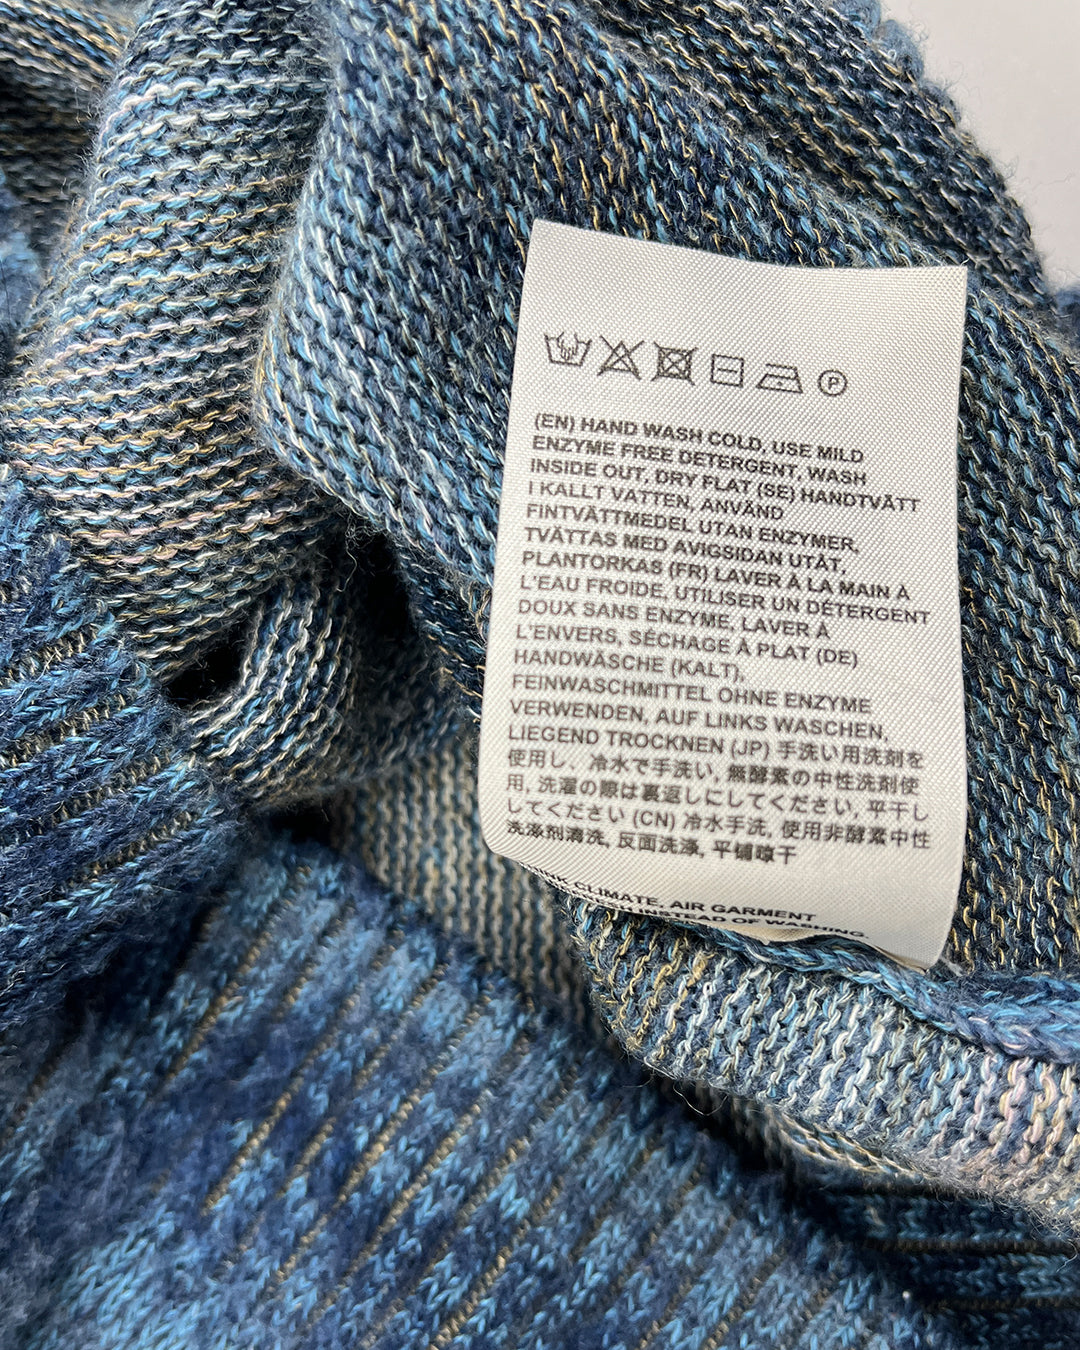 P
(EN) HAND WASH COLD, USE MILD
ENZYME FREE DETERGENT, WASH
INSIDE OUT, DRY FLAT (SE) HANDTVÄTT
I KALLT VATTEN, ANVÄND
FINTVÄTTMEDEL UTAN ENZYMER,
TVÄTTAS MED AVIGSIDAN UTÅT,
PLANTORKAS (FR) LAVER À LA MAIN À
L'EAU FROIDE, UTILISER UN DÉTERGENT
DOUX SANS ENZYME, LAVER À
L'ENVERS, SÉCHAGE À PLAT (DE)
HANDWÄSCHE (KALT),
FEINWASCHMITTEL OHNE ENZYME
VERWENDEN, AUF LINKS WASCHEN,
LIEGEND TROCKNEN (JP) 手洗い用洗剤を
使用し、冷水で手洗い, 無酵素の中性洗剤使
用, 洗濯の際は裏返しにしてください, 平干し
してください (CN) 冷水手洗, 使用非酵素中性
洗涤剂清洗, 反面洗涤, 平铺晾干
CLIMATE, AIR GARMENT
INSTEAD OF WASHING.